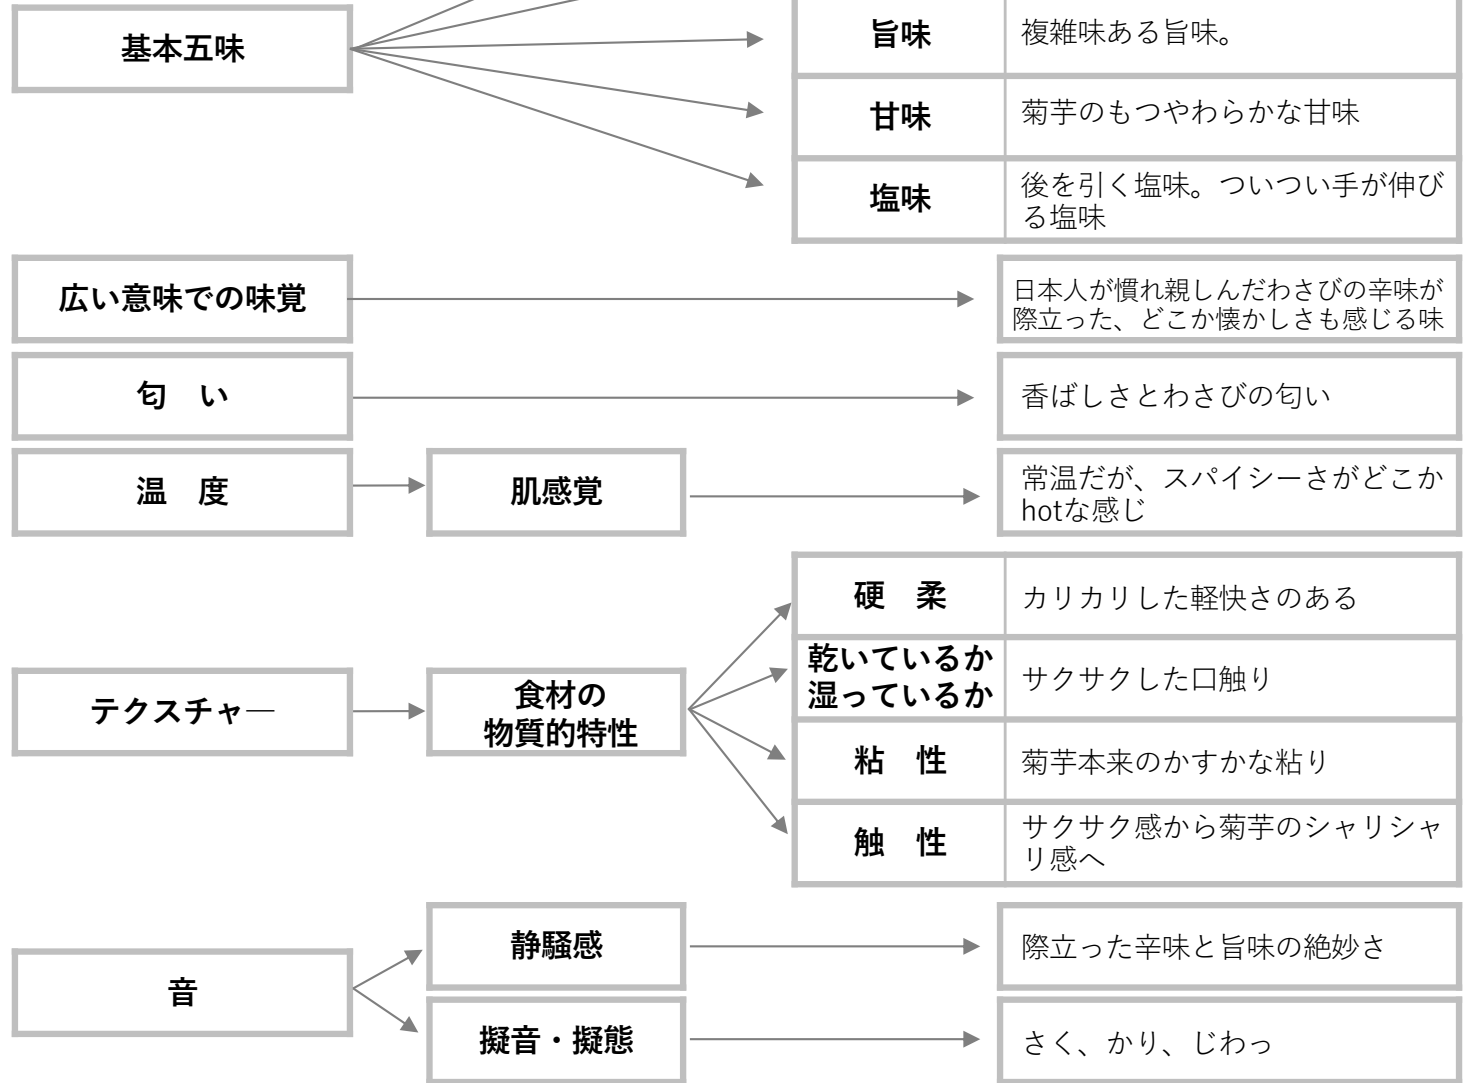 基本五味
旨味
複雑味ある旨味。
甘味
菊芋のもつやわらかな甘味
塩味
後を引く塩味。ついつい手が伸び
る塩味
広い意味での味覚
日本人が慣れ親しんだわさびの辛味が
際立った、どこか懐かしさも感じる味
匂　い
香ばしさとわさびの匂い
温　度
肌感覚
常温だが、スパイシーさがどこか
hotな感じ
テクスチャ―
食材の
物質的特性
硬　柔
カリカリした軽快さのある
乾いているか
湿っているか
サクサクした口触り
粘　性
菊芋本来のかすかな粘り
触　性
サクサク感から菊芋のシャリシャ
リ感へ
音
静騒感
際立った辛味と旨味の絶妙さ
擬音・擬態
さく、かり、じわっ